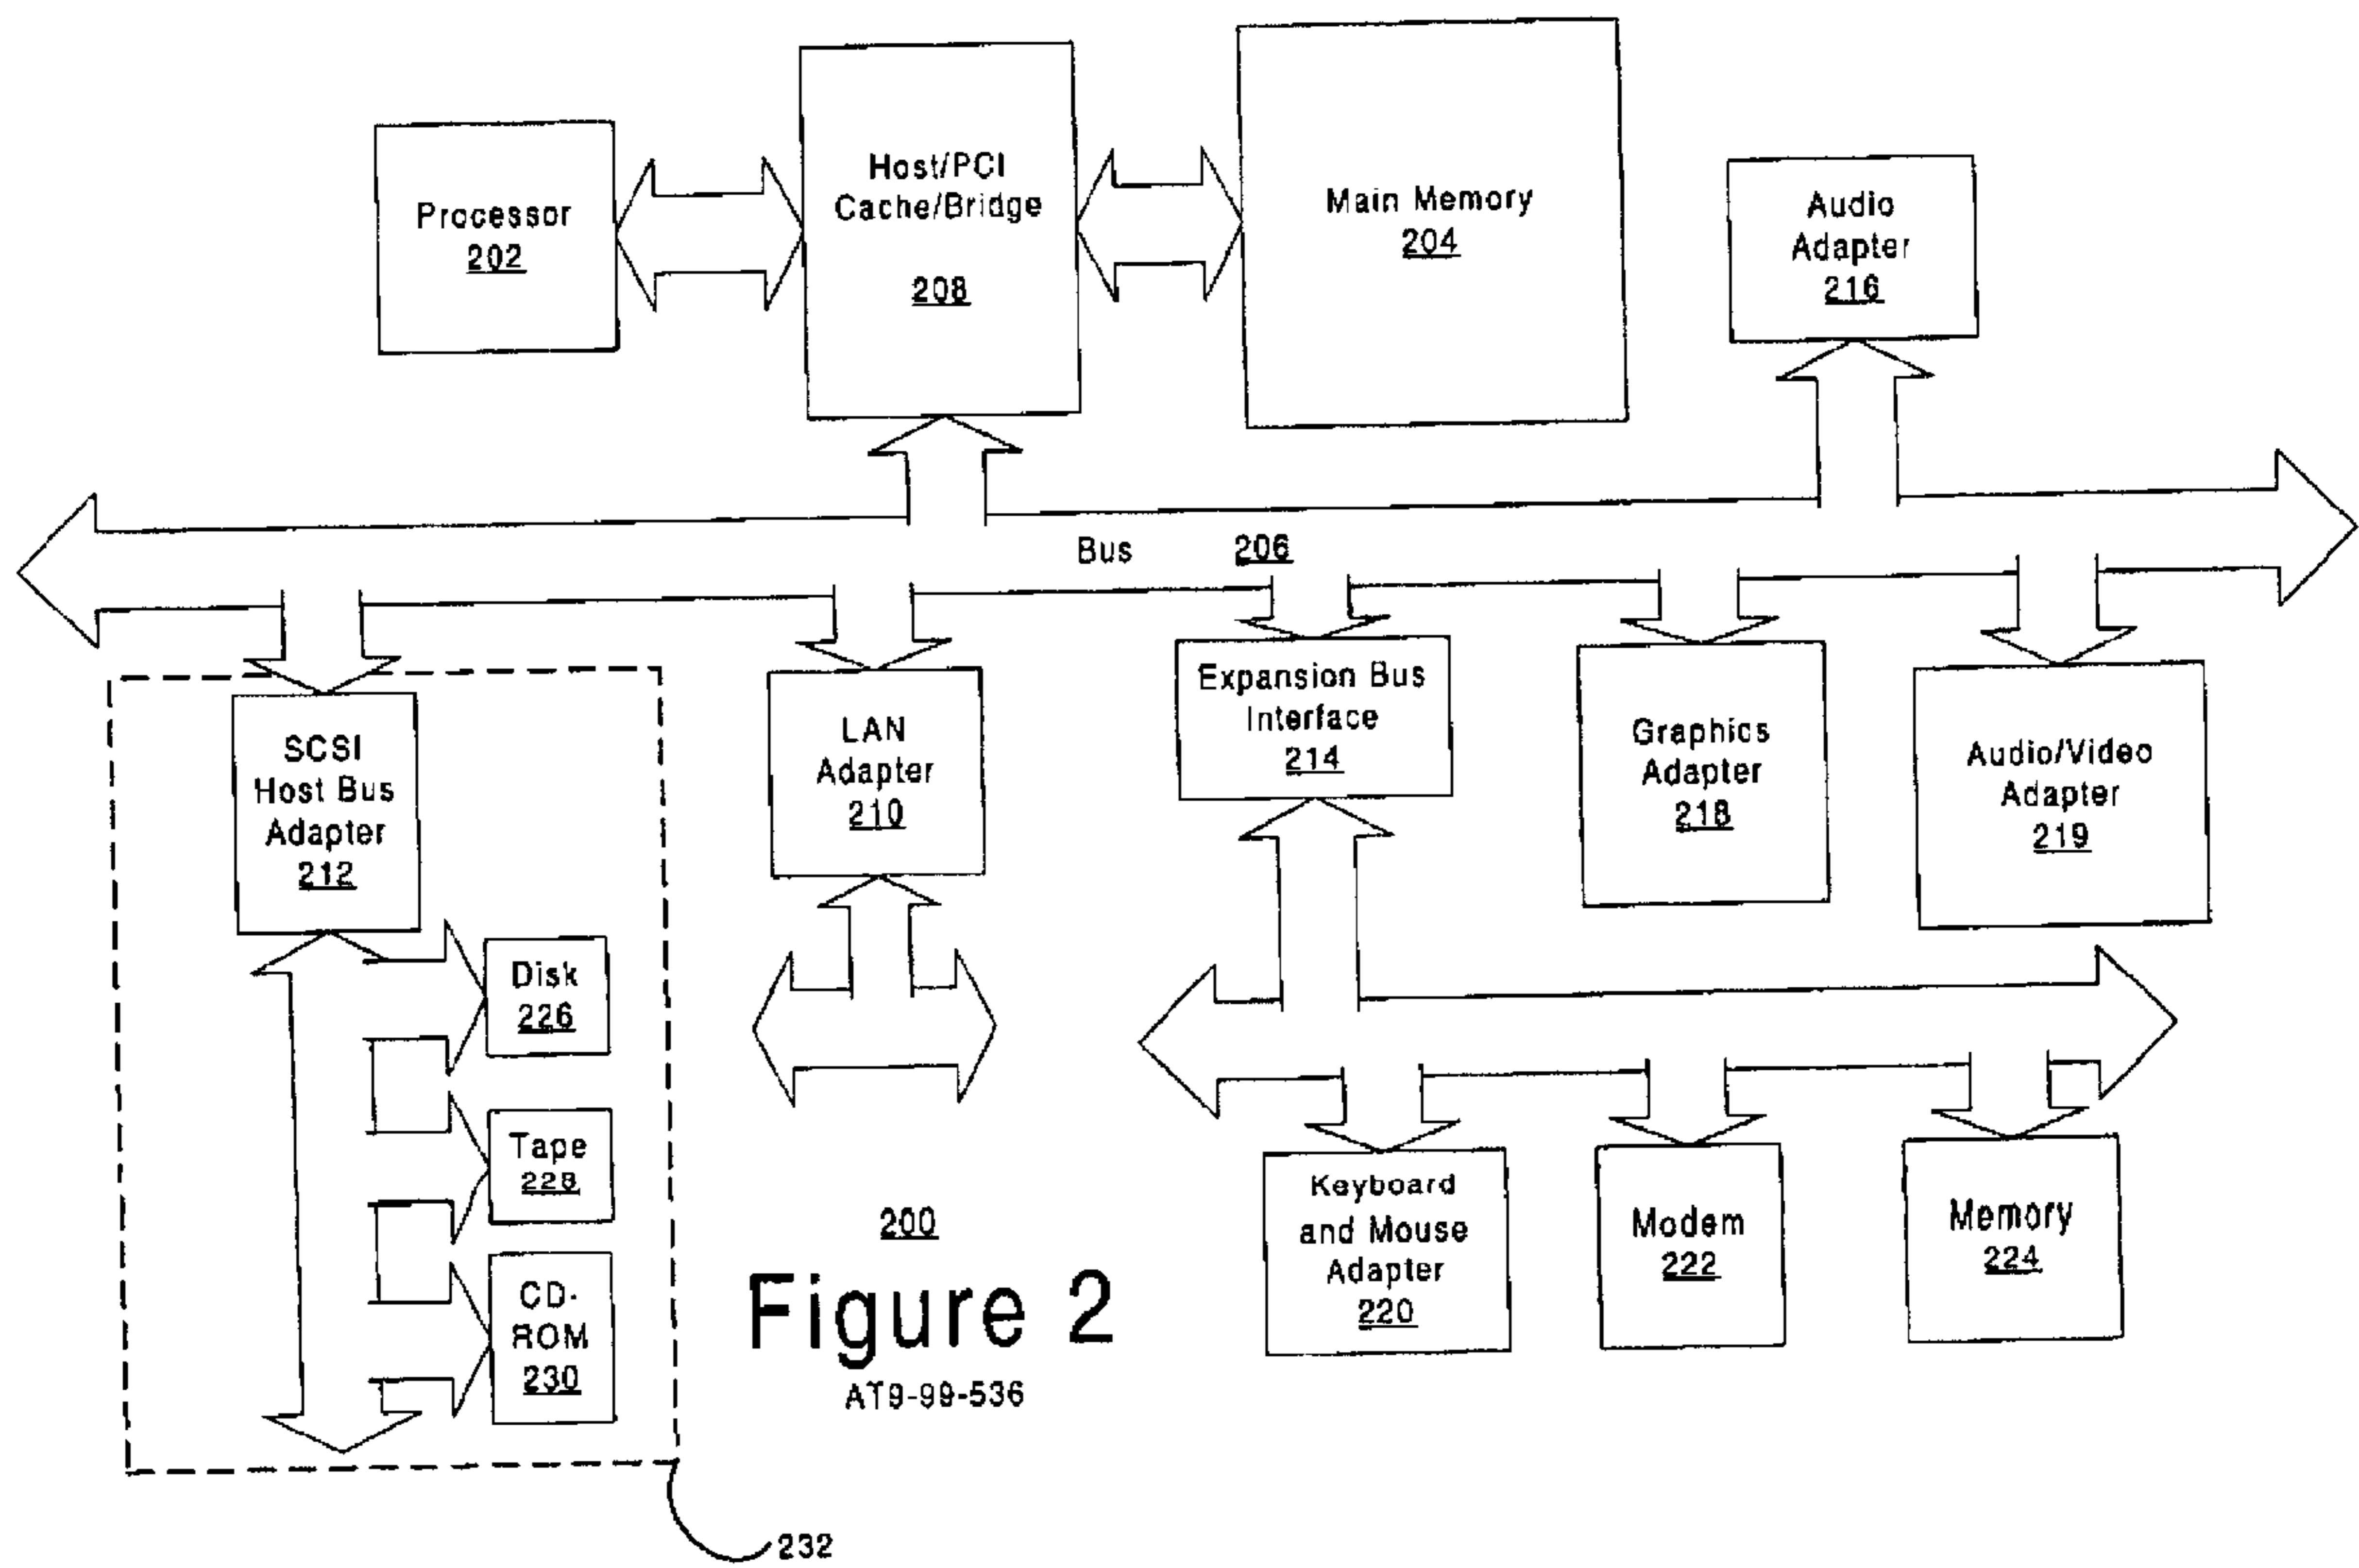 Processor
202
Host/PCI
Cache/Bridge
208
Main Memory
204
Audio
Adapter
216
Bus 206
SCSI
Host Bus
Adapter
212
LAN
Adapter
210
Expansion Bus
Interface
214
Graphics
Adapter
218
Audio/Video
Adapter
219
Disk
226
Tape
228
CD-
ROM
230
Keyboard
and Mouse
Adapter
220
Modem
222
Memory
224
200
Figure 2
AT9-99-536
232